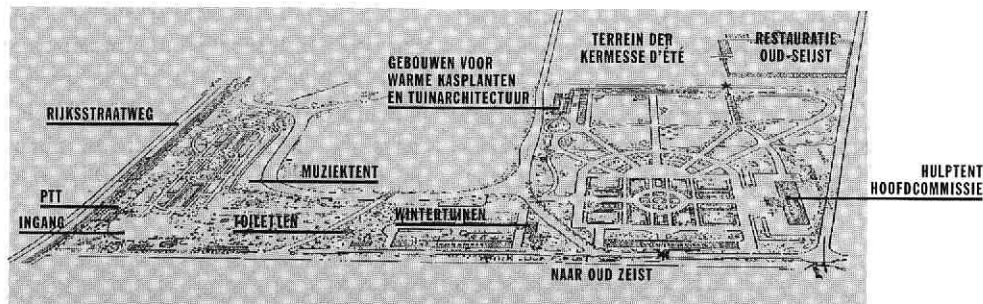 TERREIN DER
KERMESSE D'ÉTÉ
RESTAURATIE
OUD-SEIJST
GEBOUWEN VOOR
WARME KASPLANTEN
EN TUINARCHITECTUUR
RIJKSSTRAATWEG
MUZIEKTENT
HULPTENT
HOOFDCOMMISSIE
PTT
INGANG
TOILETTEN
WINTERTUINEN
NAAR OUD ZEIST